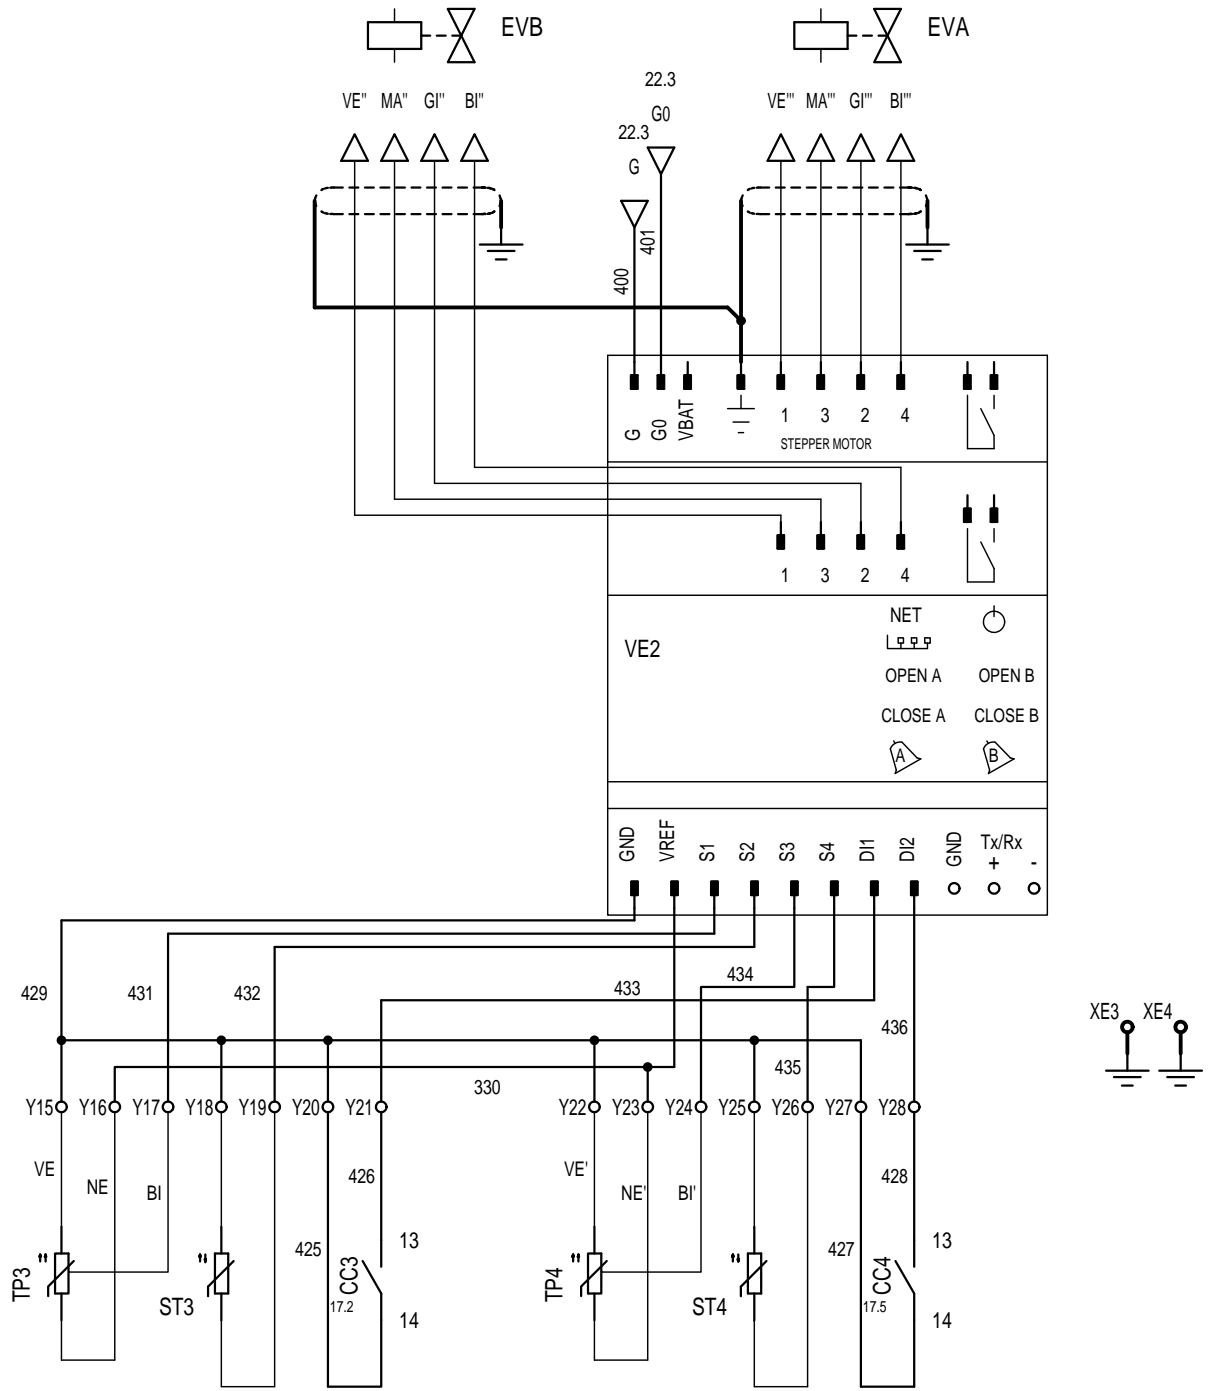 EVB
EVA
22.3
VE" MA" GI" BI"
G0
VE"' MA"' GI"' BI"'
22.3
G
401
400
G
G0
VBAT
1 3 2 4
STEPPER MOTOR
1 3 2 4
NET
VE2
OPEN A OPEN B
CLOSE A CLOSE B
A B
GND VREF S1 S2 S3 S4 DI1 DI2 GND Tx/Rx
+ -
429 431 432 433 434
436
XE3 XE4
435
330
Y15 Y16 Y17 Y18 Y19 Y20 Y21 Y22 Y23 Y24 Y25 Y26 Y27 Y28
VE NE BI 426 VE' NE' BI' 428
425 13 427 13
TP3 ST3 CC3 TP4 ST4 CC4
17.2 14 17.5 14